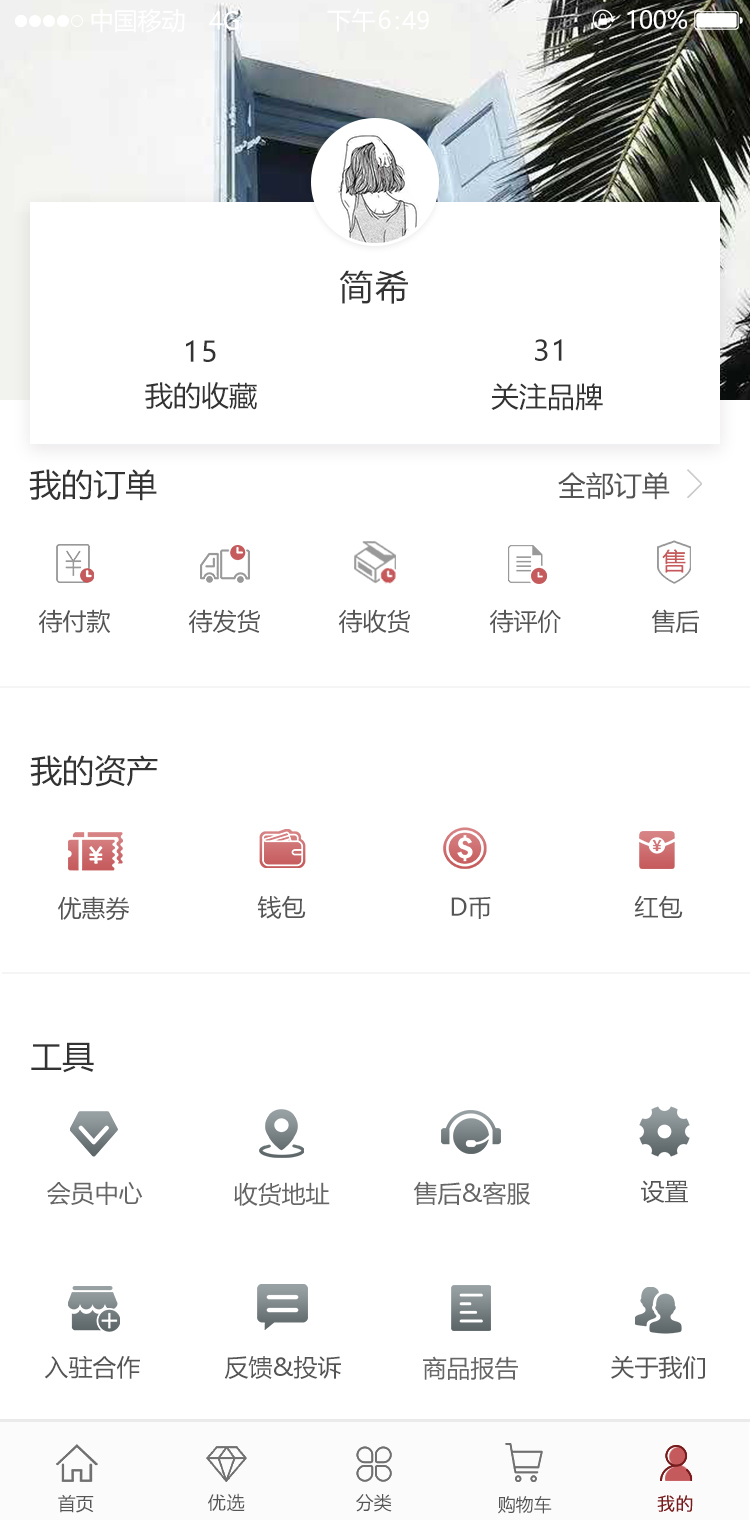 中国移动 4G 下午6:49 100%
简希
15 31
我的收藏 关注品牌
我的订单 全部订单
¥ 售
待付款 待发货 待收货 待评价 售后
我的资产
¥ $ ¥
优惠券 钱包 D币 红包
工具
会员中心 收货地址 售后&客服 设置
入驻合作 反馈&投诉 商品报告 关于我们
首页 优选 分类 购物车 我的